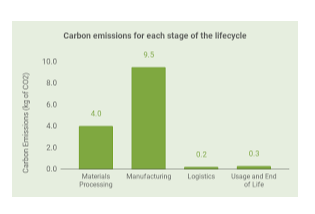 Carbon emissions for each stage of the lifecycle
Carbon Emissions (kg of CO2)
10.0
8.0
6.0
4.0
2.0
0.0
4.0
9.5
0.2
0.3
Materials
Processing
Manufacturing
Logistics
Usage and End
of Life